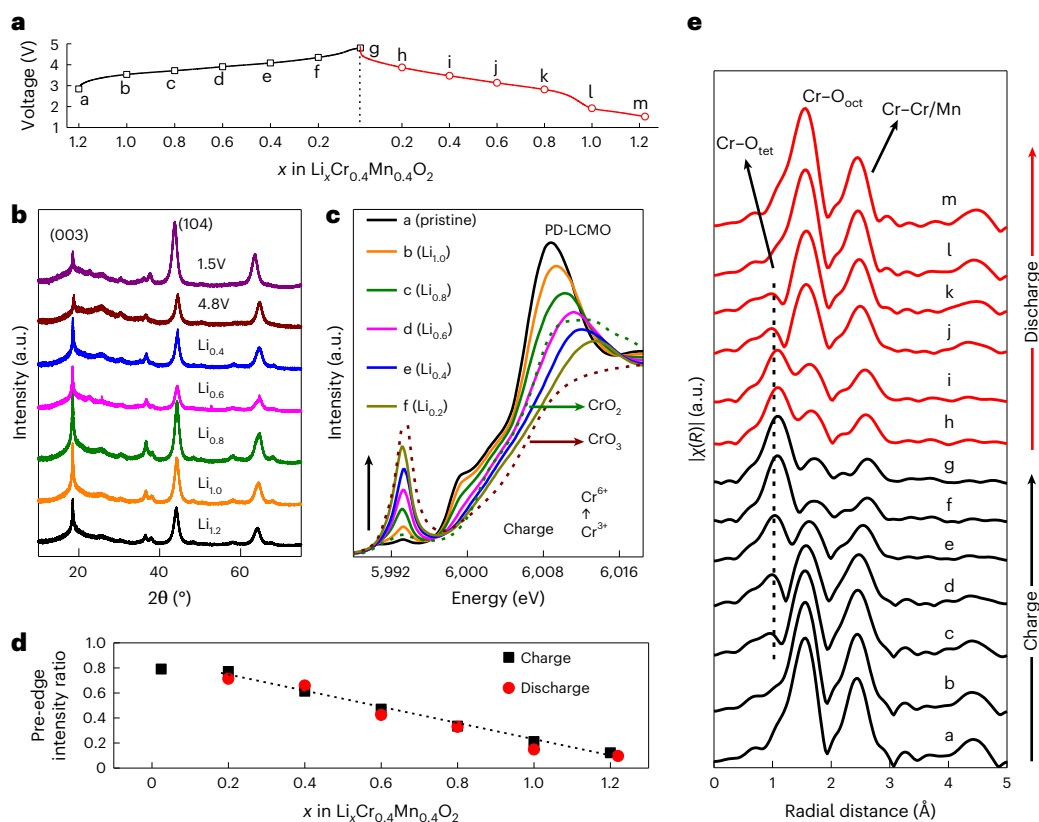 a
Voltage (V)
5
4
3
2
1
a
b
c
d
e
f
g
h
i
j
k
l
m
1.2
1.0
0.8
0.6
0.4
0.2
0.2
0.4
0.6
0.8
1.0
1.2
x in LiₓCr₀.₄Mn₀.₄O₂
b
Intensity (a.u.)
(003)
(104)
1.5V
4.8V
Li₀.₄
Li₀.₆
Li₀.₈
Li₁.₀
Li₁.₂
20
40
60
2θ (°)
c
Intensity (a.u.)
a (pristine)
b (Li₁.₀)
c (Li₀.₈)
d (Li₀.₆)
e (Li₀.₄)
f (Li₀.₂)
PD-LCMO
CrO₂
CrO₃
Cr⁶⁺
↑
Cr³⁺
Charge
5,992
6,000
6,008
6,016
Energy (eV)
d
Pre-edge
intensity ratio
1.0
0.8
0.6
0.4
0.2
0
Charge
Discharge
0
0.2
0.4
0.6
0.8
1.0
1.2
x in LiₓCr₀.₄Mn₀.₄O₂
e
|χ(R)| (a.u.)
Cr–Oₜₑₜ
Cr–Oₒcₜ
Cr–Cr/Mn
m
l
k
j
i
h
g
f
e
d
c
b
a
Discharge
Charge
0
1
2
3
4
5
Radial distance (Å)